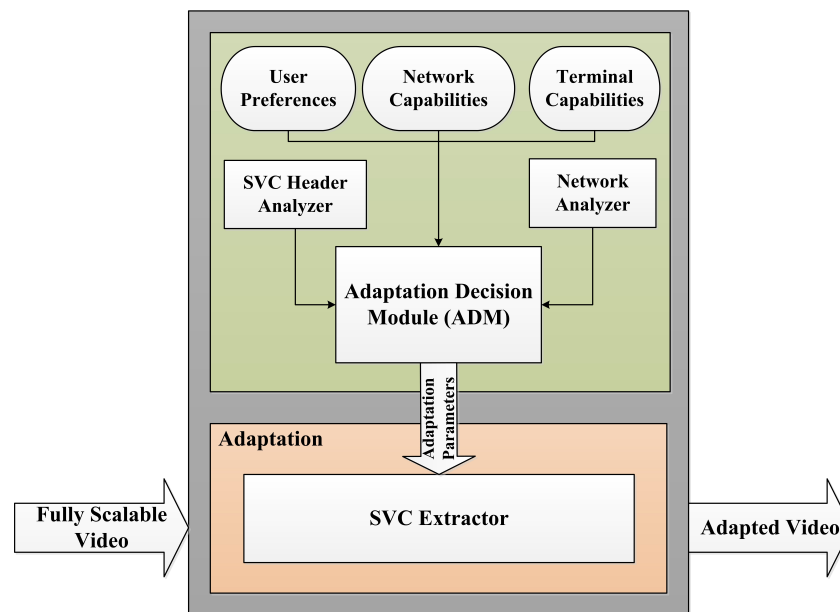 User
Preferences
Network
Capabilities
Terminal
Capabilities
SVC Header
Analyzer
Network
Analyzer
Adaptation Decision
Module (ADM)
Adaptation
Parameters
Adaptation
SVC Extractor
Fully Scalable
Video
Adapted Video